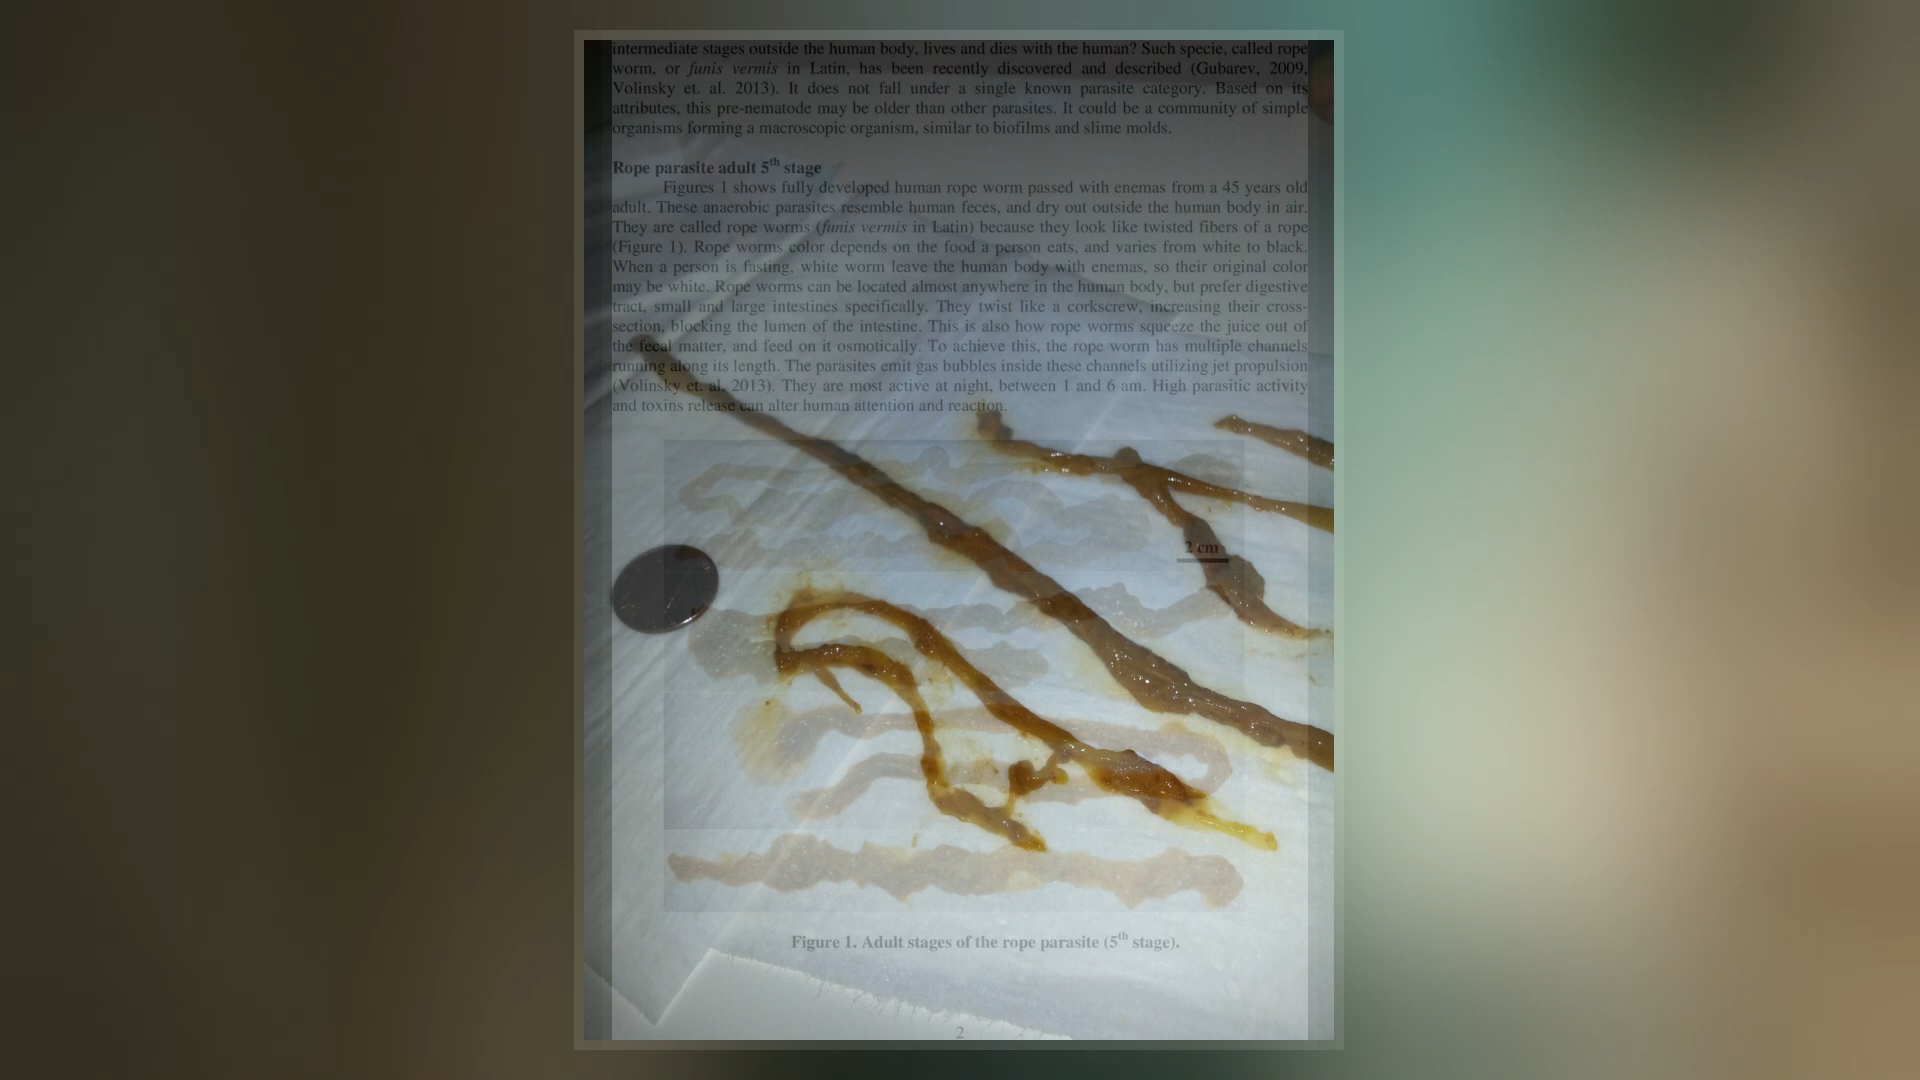 intermediate stages outside the human body, lives and dies with the human? Such specie, called rope
worm, or funis vermis in Latin, has been recently discovered and described (Gubarev, 2009,
Volinsky et. al. 2013). It does not fall under a single known parasite category. Based on its
attributes, this pre-nematode may be older than other parasites. It could be a community of simple
organisms forming a macroscopic organism, similar to biofilms and slime molds.
Rope parasite adult 5th stage
Figures 1 shows fully developed human rope worm passed with enemas from a 45 years old
adult. These anaerobic parasites resemble human feces, and dry out outside the human body in air.
They are called rope worms (funis vermis in Latin) because they look like twisted fibers of a rope
(Figure 1). Rope worms color depends on the food a person eats, and varies from white to black.
When a person is fasting, white worm leave the human body with enemas, so their original color
may be white. Rope worms can be located almost anywhere in the human body, but prefer digestive
tract, small and large intestines specifically. They twist like a corkscrew, increasing their cross-
section, blocking the lumen of the intestine. This is also how rope worms squeeze the juice out of
the fecal matter, and feed on it osmotically. To achieve this, the rope worm has multiple channels
running along its length. The parasites emit gas bubbles inside these channels utilizing jet propulsion
(Volinsky et. al. 2013). They are most active at night, between 1 and 6 am. High parasitic activity
and toxins release can alter human attention and reaction.
2 cm
Figure 1. Adult stages of the rope parasite (5th stage).
2